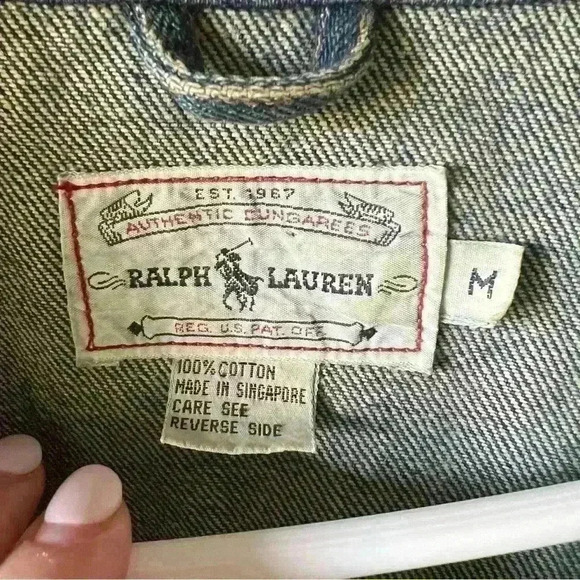 EST. 1967
AUTHENTIC DUNGAREES
RALPH LAUREN
REG. U.S. PAT. OFF.
M
100% COTTON
MADE IN SINGAPORE
CARE SEE
REVERSE SIDE